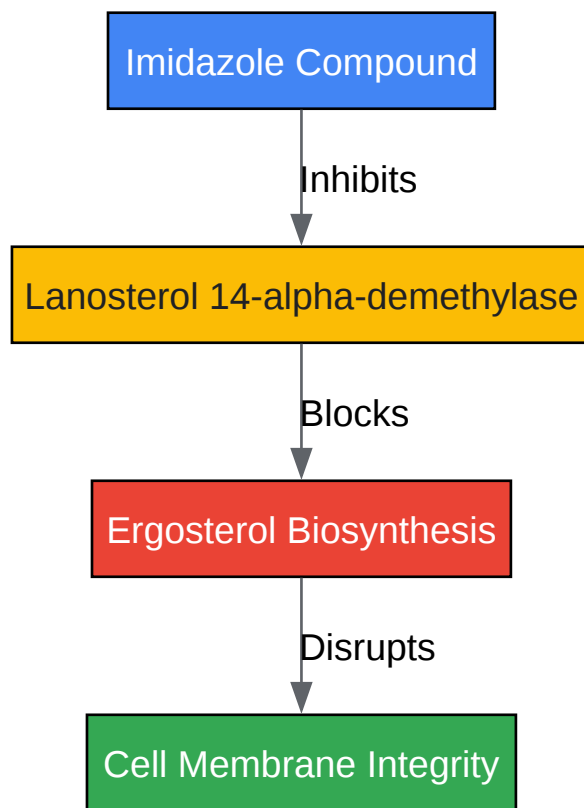 Imidazole Compound
Inhibits
Lanosterol 14-alpha-demethylase
Blocks
Ergosterol Biosynthesis
Disrupts
Cell Membrane Integrity